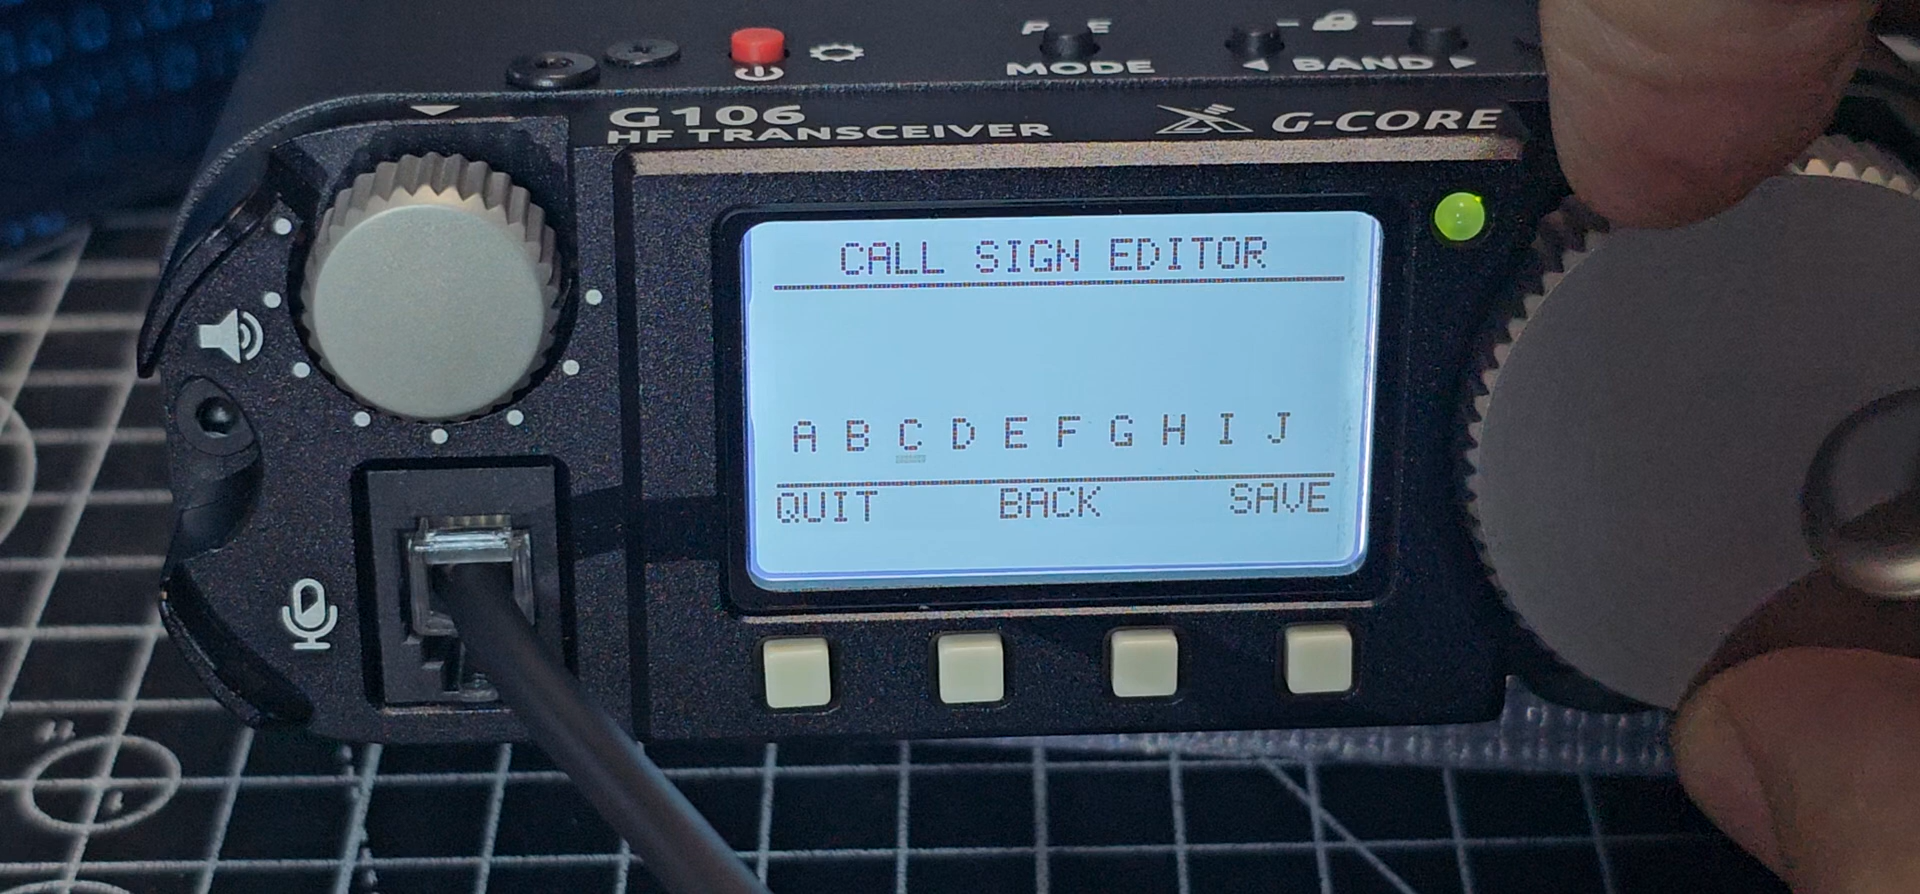 MODE
◄ BAND ►
G106
HF TRANSCEIVER
G-CORE
CALL SIGN EDITOR
A B C D E F G H I J
QUIT BACK SAVE